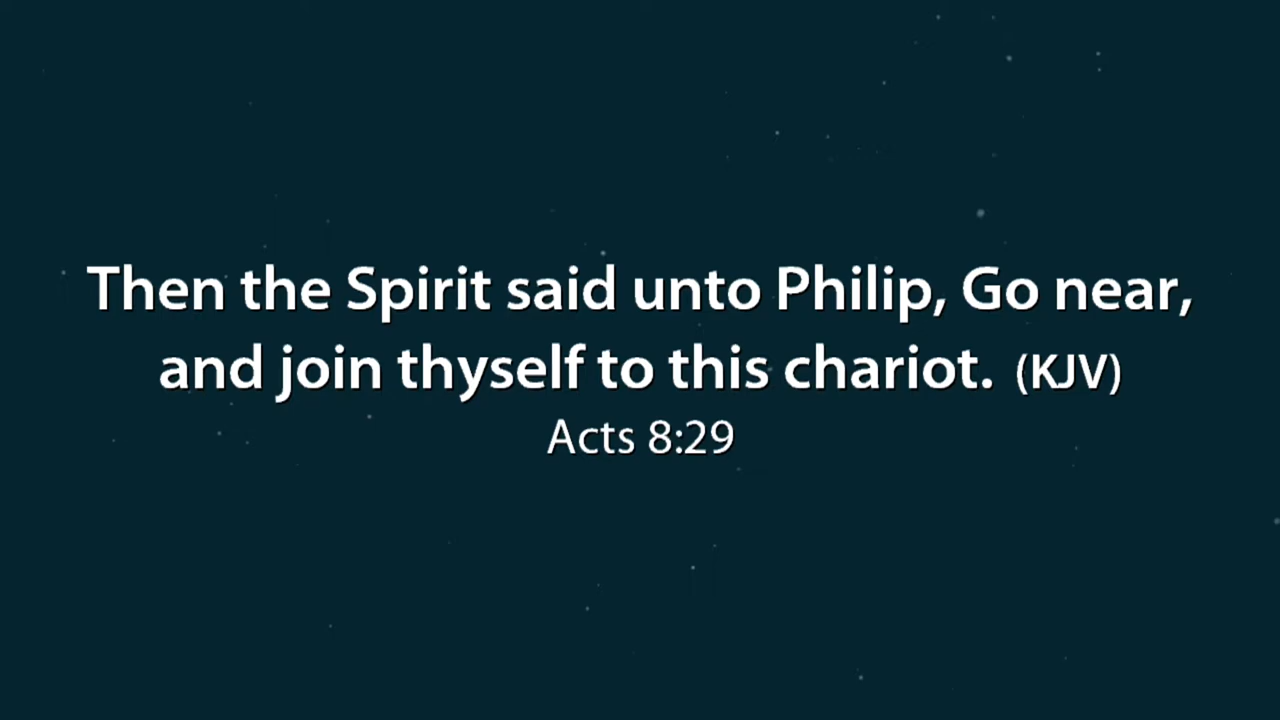 Then the Spirit said unto Philip, Go near,
and join thyself to this chariot. (KJV)
Acts 8:29